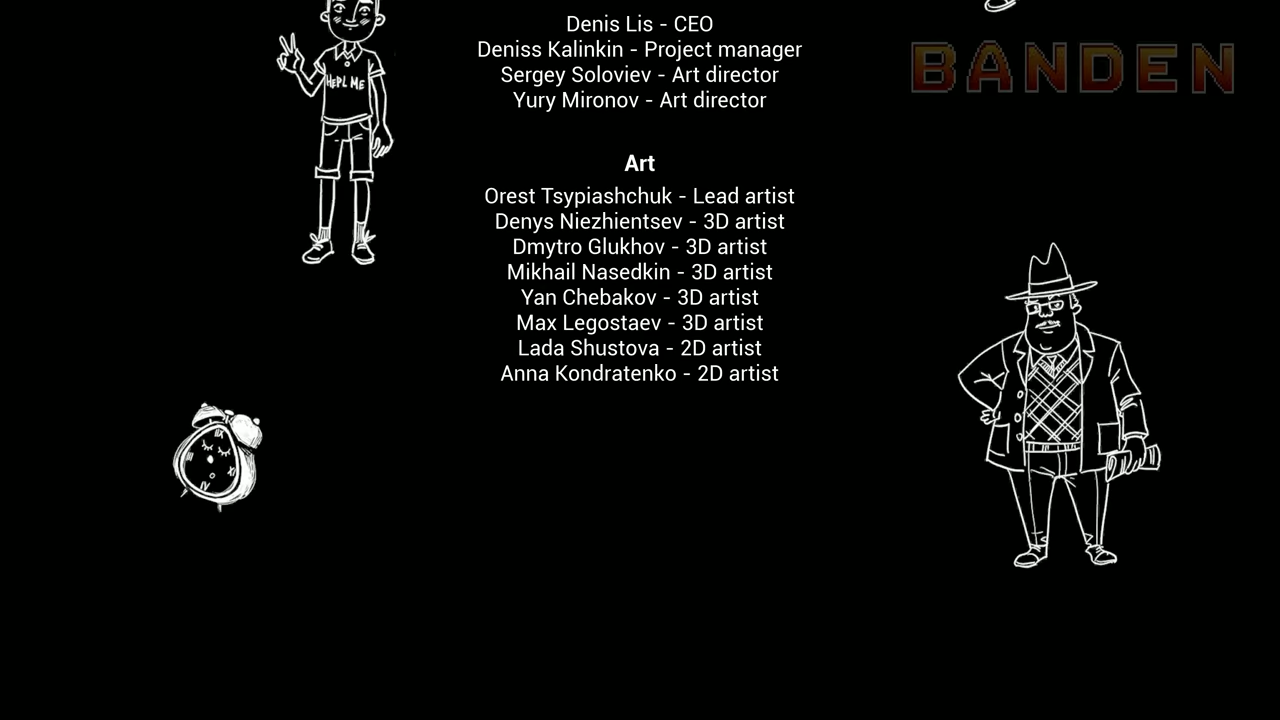 Denis Lis - CEO
Deniss Kalinkin - Project manager
Sergey Soloviev - Art director
Yury Mironov - Art director
BANDEN
HEPL ME
Art
Orest Tsypiashchuk - Lead artist
Denys Niezhientsev - 3D artist
Dmytro Glukhov - 3D artist
Mikhail Nasedkin - 3D artist
Yan Chebakov - 3D artist
Max Legostaev - 3D artist
Lada Shustova - 2D artist
Anna Kondratenko - 2D artist